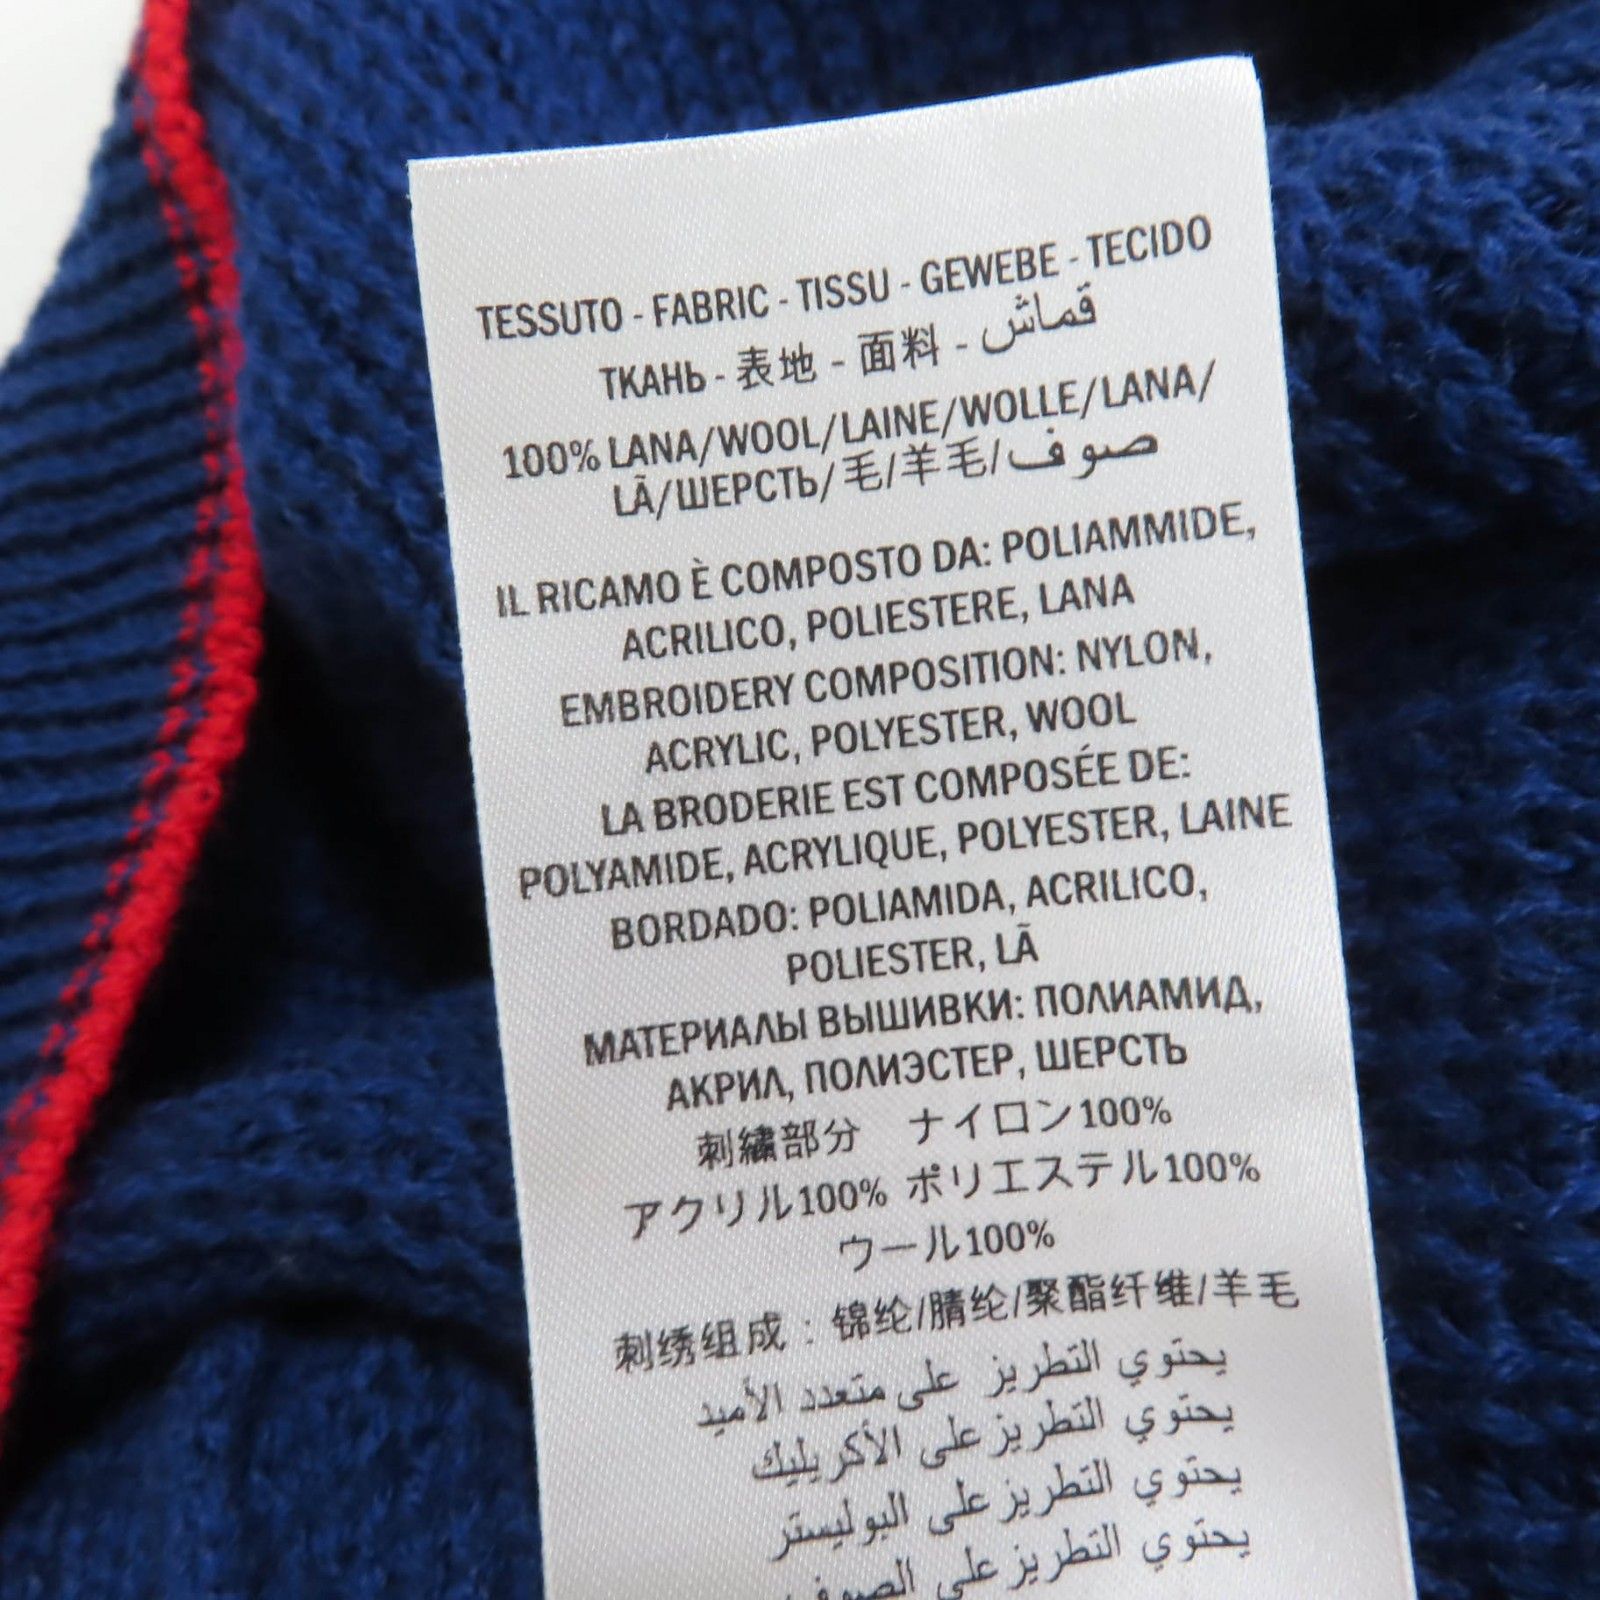 TESSUTO - FABRIC - TISSU - GEWEBE - TECIDO
ТКАНЬ - 表地 - 面料 - قماش
100% LANA/WOOL/LAINE/WOLLE/LANA/
LÃ/ШЕРСТЬ/毛/羊毛/صوف
IL RICAMO È COMPOSTO DA: POLIAMMIDE,
ACRILICO, POLIESTERE, LANA
EMBROIDERY COMPOSITION: NYLON,
ACRYLIC, POLYESTER, WOOL
LA BRODERIE EST COMPOSÉE DE:
POLYAMIDE, ACRYLIQUE, POLYESTER, LAINE
BORDADO: POLIAMIDA, ACRILICO,
POLIESTER, LÃ
МАТЕРИАЛЫ ВЫШИВКИ: ПОЛИАМИД,
АКРИЛ, ПОЛИЭСТЕР, ШЕРСТЬ
刺繍部分　ナイロン100%
アクリル100% ポリエステル100%
ウール100%
刺绣组成：锦纶/腈纶/聚酯纤维/羊毛
يحتوي التطريز على متعدد الأميد
يحتوي التطريز على الأكريليك
يحتوي التطريز على البوليستر
يحتوي التطريز على الصوف